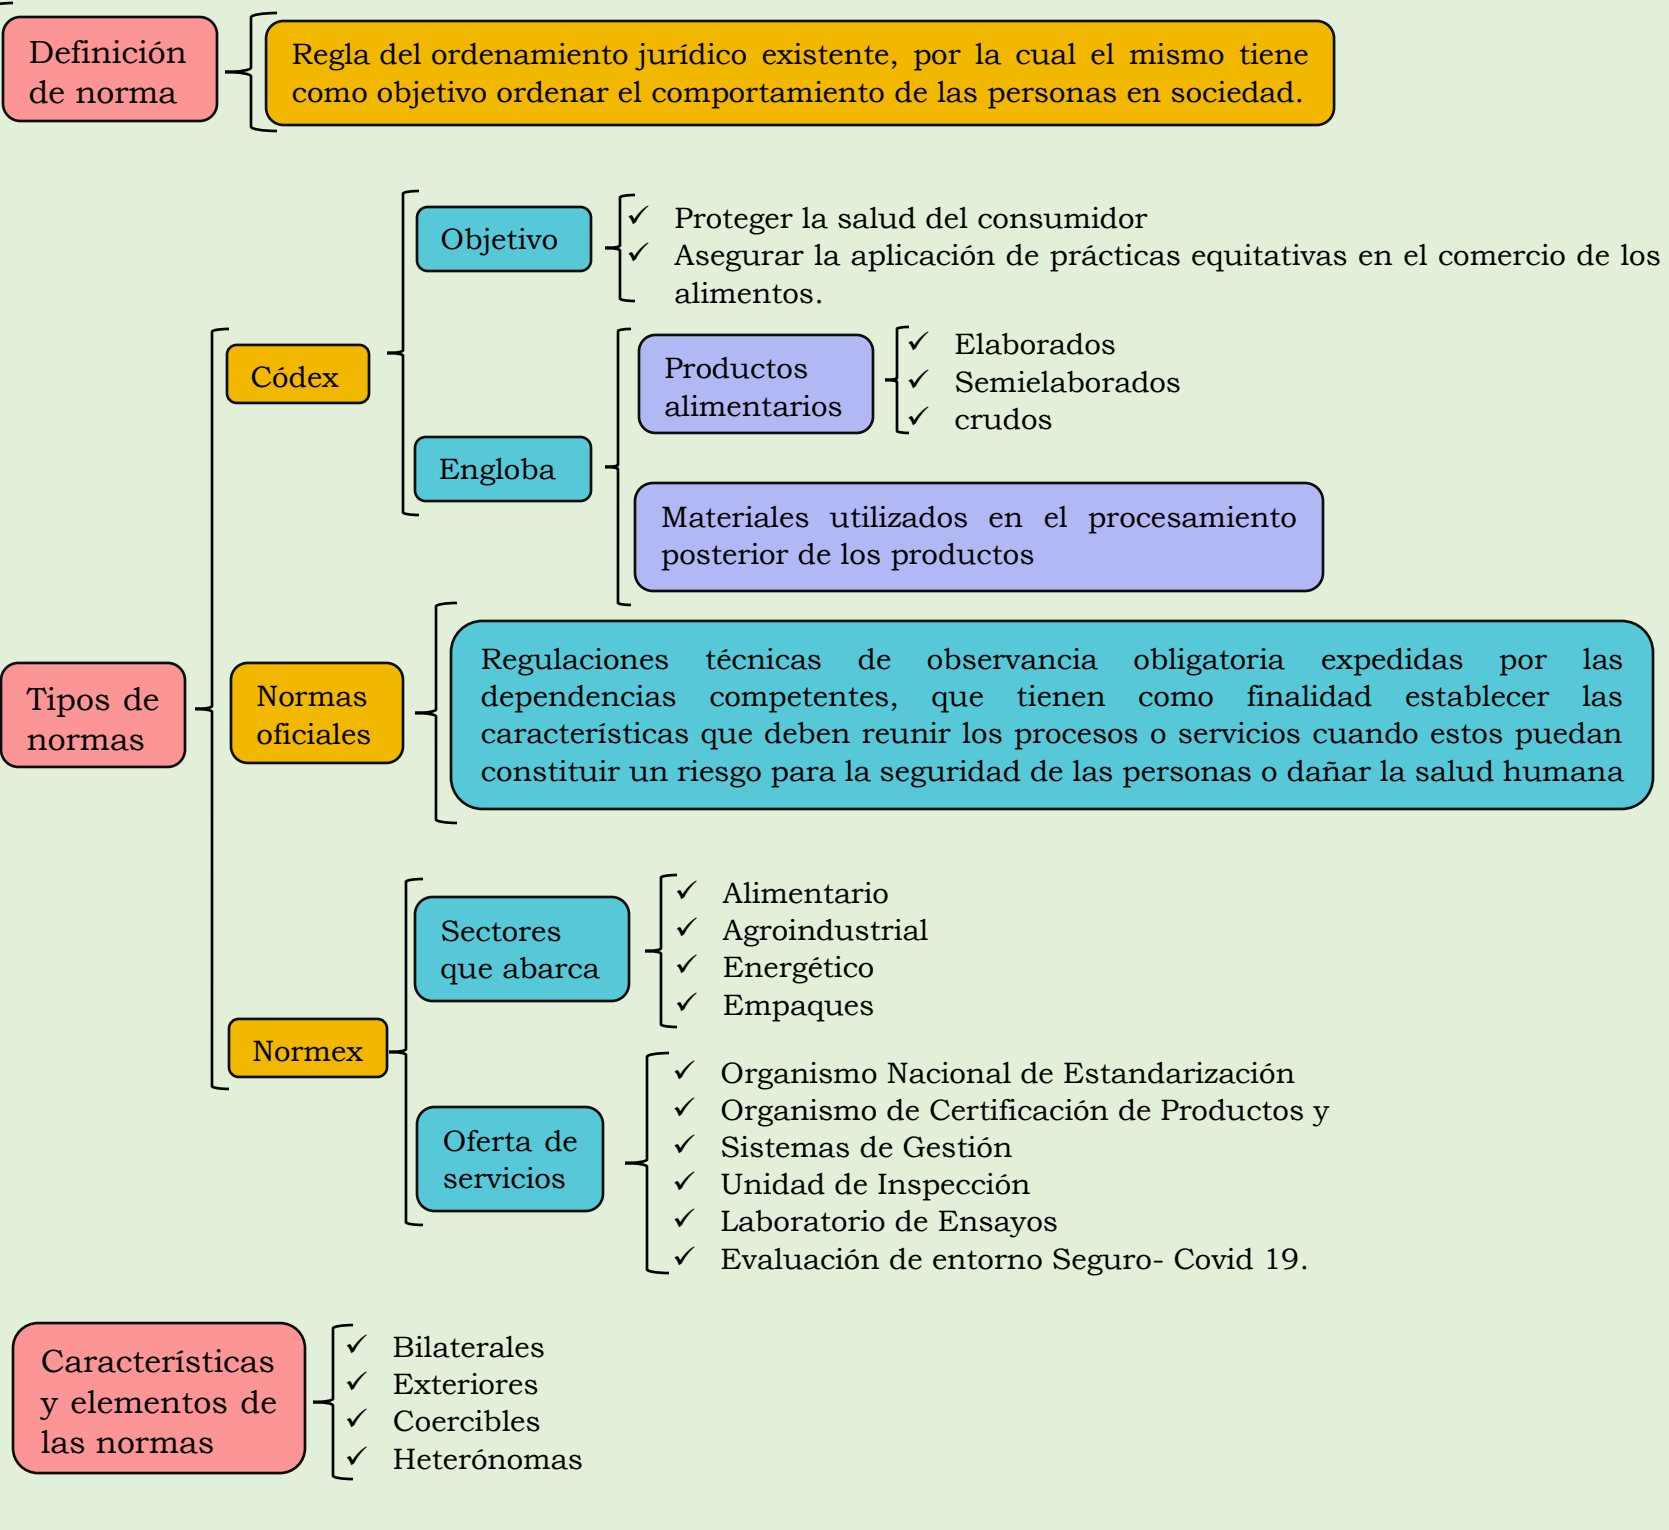 Definición
de norma
Regla del ordenamiento jurídico existente, por la cual el mismo tiene
como objetivo ordenar el comportamiento de las personas en sociedad.
Tipos de
normas
Códex
Objetivo
✓ Proteger la salud del consumidor
✓ Asegurar la aplicación de prácticas equitativas en el comercio de los
alimentos.
Engloba
Productos
alimentarios
✓ Elaborados
✓ Semielaborados
✓ crudos
Materiales utilizados en el procesamiento
posterior de los productos
Normas
oficiales
Regulaciones técnicas de observancia obligatoria expedidas por las
dependencias competentes, que tienen como finalidad establecer las
características que deben reunir los procesos o servicios cuando estos puedan
constituir un riesgo para la seguridad de las personas o dañar la salud humana
Normex
Sectores
que abarca
✓ Alimentario
✓ Agroindustrial
✓ Energético
✓ Empaques
Oferta de
servicios
✓ Organismo Nacional de Estandarización
✓ Organismo de Certificación de Productos y
✓ Sistemas de Gestión
✓ Unidad de Inspección
✓ Laboratorio de Ensayos
✓ Evaluación de entorno Seguro- Covid 19.
Características
y elementos de
las normas
✓ Bilaterales
✓ Exteriores
✓ Coercibles
✓ Heterónomas